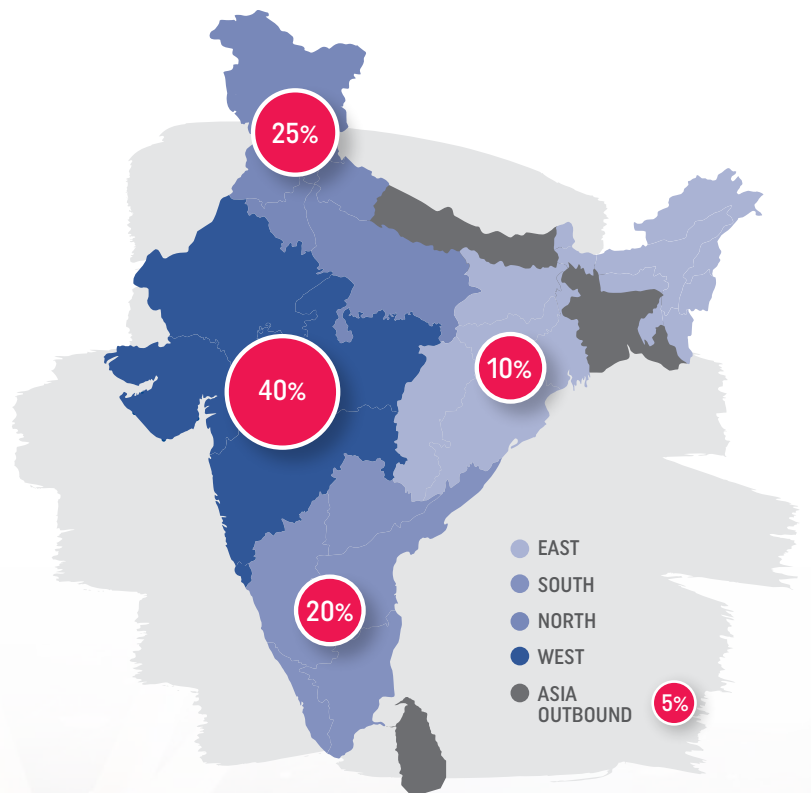 25%
40%
10%
20%
EAST
SOUTH
NORTH
WEST
ASIA
OUTBOUND
5%